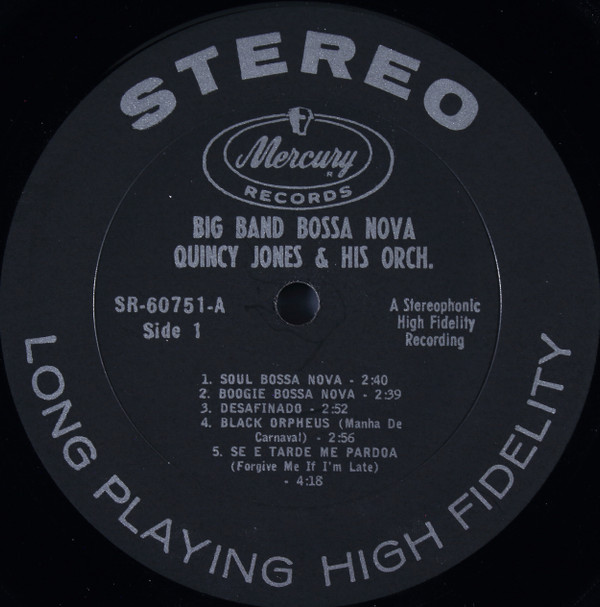 STEREO
Mercury
R
RECORDS
BIG BAND BOSSA NOVA
QUINCY JONES & HIS ORCH.
SR-60751-A
Side 1
A Stereophonic
High Fidelity
Recording
1. SOUL BOSSA NOVA - 2:40
2. BOOGIE BOSSA NOVA - 2:39
3. DESAFINADO - 2:52
4. BLACK ORPHEUS (Manha De
Carnaval) - 2:56
5. SE E TARDE ME PARDOA
(Forgive Me If I'm Late)
- 4:18
LONG PLAYING HIGH FIDELITY